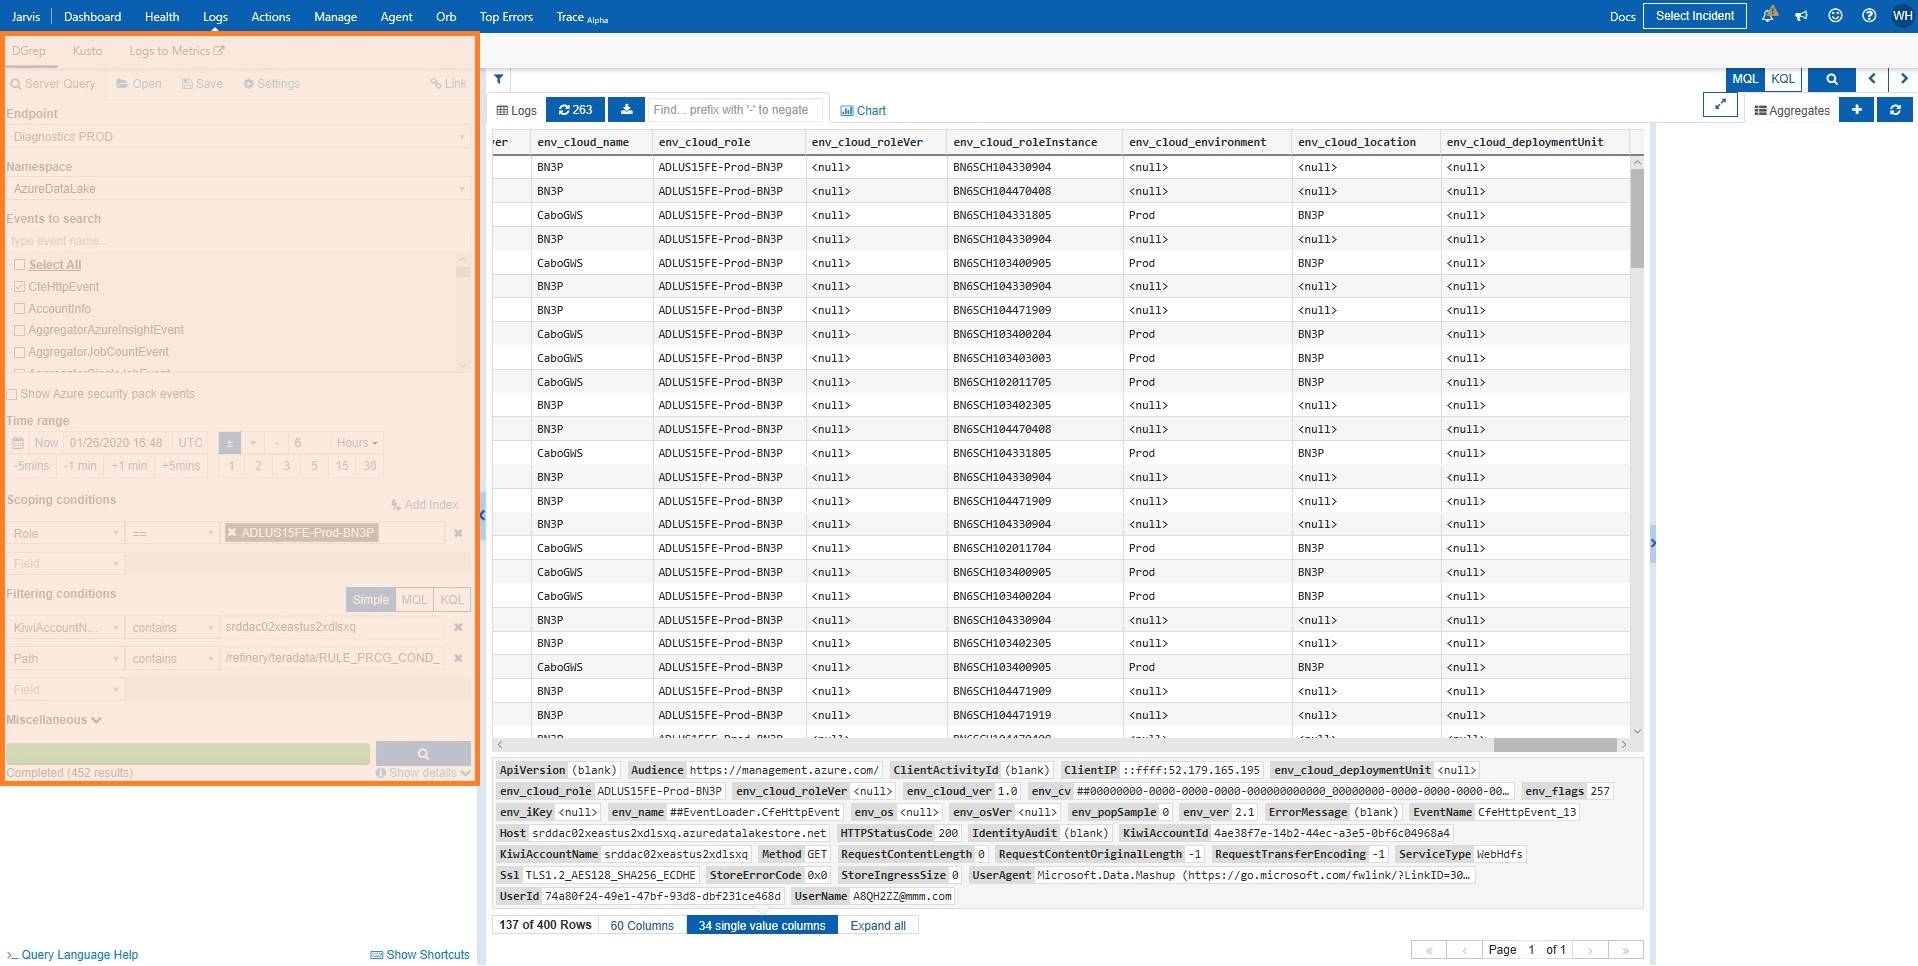 Jarvis Dashboard Health Logs Actions Manage Agent Orb Top Errors Trace Alpha Docs Select Incident WH
DGrep Kusto Logs to Metrics
Server Query Open Save Settings Link
Endpoint
Diagnostics PROD
Namespace
AzureDataLake
Events to search
type event name...
Select All
CfeHttpEvent
AccountInfo
AggregatorAzureInsightEvent
AggregatorJobCountEvent
Show Azure security pack events
Time range
Now 01/26/2020 16:48 UTC ± + - 6 Hours
-5mins -1 min +1 min +5mins 1 2 3 5 15 30
Scoping conditions Add Index
Role == ADLUS15FE-Prod-BN3P
Field
Filtering conditions Simple MQL KQL
KiwiAccountN... contains srddac02xeastus2xdlsxq
Path contains /refinery/teradata/RULE_PRCG_COND_
Field
Miscellaneous
Completed (452 results) Show details
>_ Query Language Help Show Shortcuts
MQL KQL
Logs 263 Find... prefix with '-' to negate Chart Aggregates
ver env_cloud_name env_cloud_role env_cloud_roleVer env_cloud_roleInstance env_cloud_environment env_cloud_location env_cloud_deploymentUnit
BN3P ADLUS15FE-Prod-BN3P <null> BN6SCH104330904 <null> <null> <null>
BN3P ADLUS15FE-Prod-BN3P <null> BN6SCH104470408 <null> <null> <null>
CaboGWS ADLUS15FE-Prod-BN3P <null> BN6SCH104331805 Prod BN3P <null>
BN3P ADLUS15FE-Prod-BN3P <null> BN6SCH104330904 <null> <null> <null>
CaboGWS ADLUS15FE-Prod-BN3P <null> BN6SCH103400905 Prod BN3P <null>
BN3P ADLUS15FE-Prod-BN3P <null> BN6SCH104330904 <null> <null> <null>
BN3P ADLUS15FE-Prod-BN3P <null> BN6SCH104471909 <null> <null> <null>
CaboGWS ADLUS15FE-Prod-BN3P <null> BN6SCH103400204 Prod BN3P <null>
CaboGWS ADLUS15FE-Prod-BN3P <null> BN6SCH103403003 Prod BN3P <null>
CaboGWS ADLUS15FE-Prod-BN3P <null> BN6SCH102011705 Prod BN3P <null>
BN3P ADLUS15FE-Prod-BN3P <null> BN6SCH103402305 <null> <null> <null>
BN3P ADLUS15FE-Prod-BN3P <null> BN6SCH104470408 <null> <null> <null>
CaboGWS ADLUS15FE-Prod-BN3P <null> BN6SCH104331805 Prod BN3P <null>
BN3P ADLUS15FE-Prod-BN3P <null> BN6SCH104330904 <null> <null> <null>
BN3P ADLUS15FE-Prod-BN3P <null> BN6SCH104471909 <null> <null> <null>
BN3P ADLUS15FE-Prod-BN3P <null> BN6SCH104330904 <null> <null> <null>
CaboGWS ADLUS15FE-Prod-BN3P <null> BN6SCH102011704 Prod BN3P <null>
CaboGWS ADLUS15FE-Prod-BN3P <null> BN6SCH103400905 Prod BN3P <null>
CaboGWS ADLUS15FE-Prod-BN3P <null> BN6SCH103400204 Prod BN3P <null>
BN3P ADLUS15FE-Prod-BN3P <null> BN6SCH104330904 <null> <null> <null>
BN3P ADLUS15FE-Prod-BN3P <null> BN6SCH103402305 <null> <null> <null>
CaboGWS ADLUS15FE-Prod-BN3P <null> BN6SCH103400905 Prod BN3P <null>
BN3P ADLUS15FE-Prod-BN3P <null> BN6SCH104471909 <null> <null> <null>
BN3P ADLUS15FE-Prod-BN3P <null> BN6SCH104471919 <null> <null> <null>
ApiVersion (blank) Audience https://management.azure.com/ ClientActivityId (blank) ClientIP ::ffff:52.179.165.195 env_cloud_deploymentUnit <null>
env_cloud_role ADLUS15FE-Prod-BN3P env_cloud_roleVer <null> env_cloud_ver 1.0 env_cv ##00000000-0000-0000-0000-000000000000_00000000-0000-0000-0000-00... env_flags 257
env_iKey <null> env_name ##EventLoader.CfeHttpEvent env_os <null> env_osVer <null> env_popSample 0 env_ver 2.1 ErrorMessage (blank) EventName CfeHttpEvent_13
Host srddac02xeastus2xdlsxq.azuredatalakestore.net HTTPStatusCode 200 IdentityAudit (blank) KiwiAccountId 4ae38f7e-14b2-44ec-a3e5-0bf6c04968a4
KiwiAccountName srddac02xeastus2xdlsxq Method GET RequestContentLength 0 RequestContentOriginalLength -1 RequestTransferEncoding -1 ServiceType WebHdfs
Ssl TLS1.2_AES128_SHA256_ECDHE StoreErrorCode 0x0 StoreIngressSize 0 UserAgent Microsoft.Data.Mashup (https://go.microsoft.com/fwlink/?LinkID=30...
UserId 74a80f24-49e1-47bf-93d8-dbf231ce468d UserName A8QH2ZZ@mmm.com
137 of 400 Rows 60 Columns 34 single value columns Expand all
« ‹ Page 1 of 1 › »